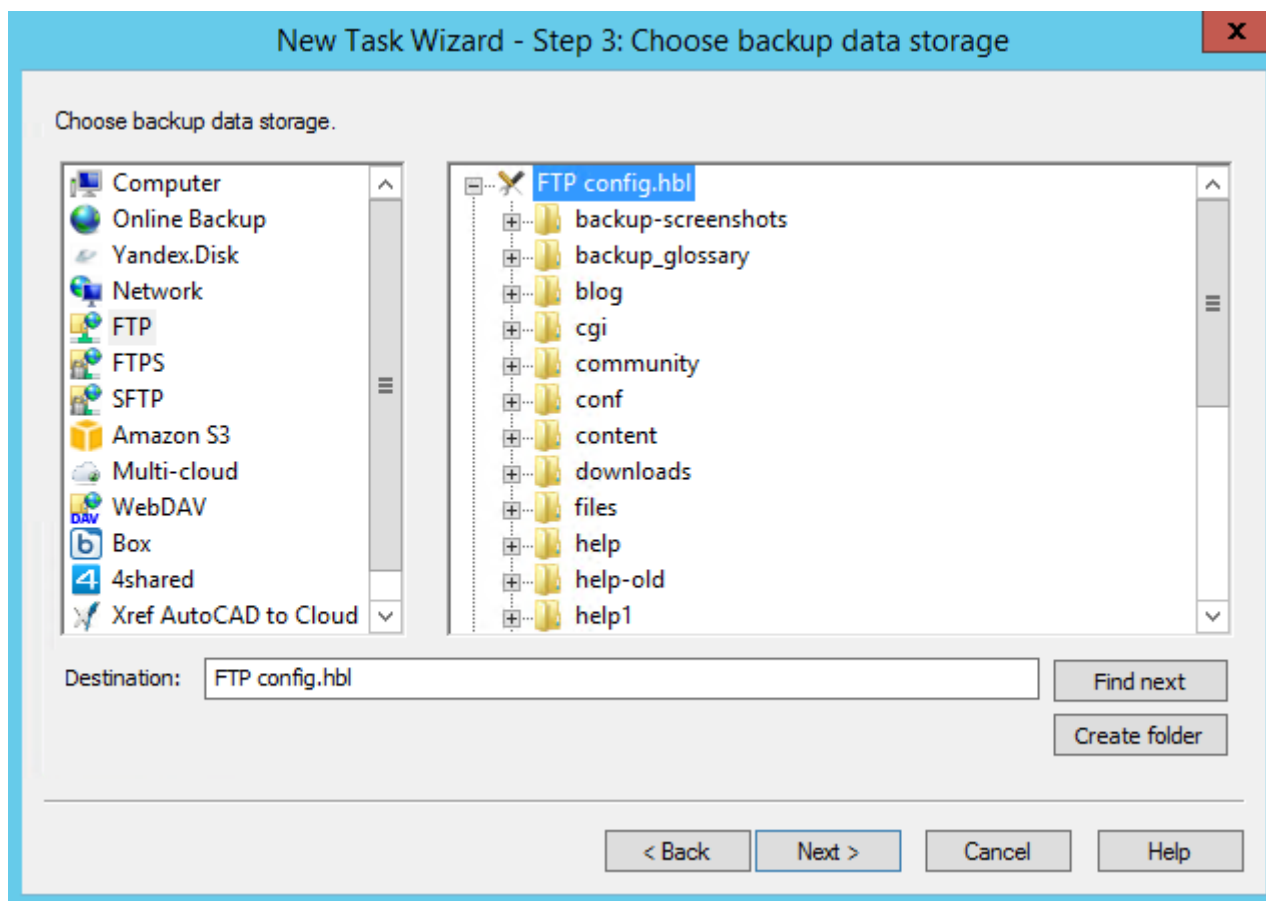 New Task Wizard - Step 3: Choose backup data storage
x
Choose backup data storage.
Computer
Online Backup
Yandex.Disk
Network
FTP
FTPS
SFTP
Amazon S3
Multi-cloud
DAV
WebDAV
b
Box
4
4shared
Xref AutoCAD to Cloud
FTP config.hbl
backup-screenshots
backup_glossary
blog
cgi
community
conf
content
downloads
files
help
help-old
help1
Destination:
FTP config.hbl
Find next
Create folder
< Back
Next >
Cancel
Help